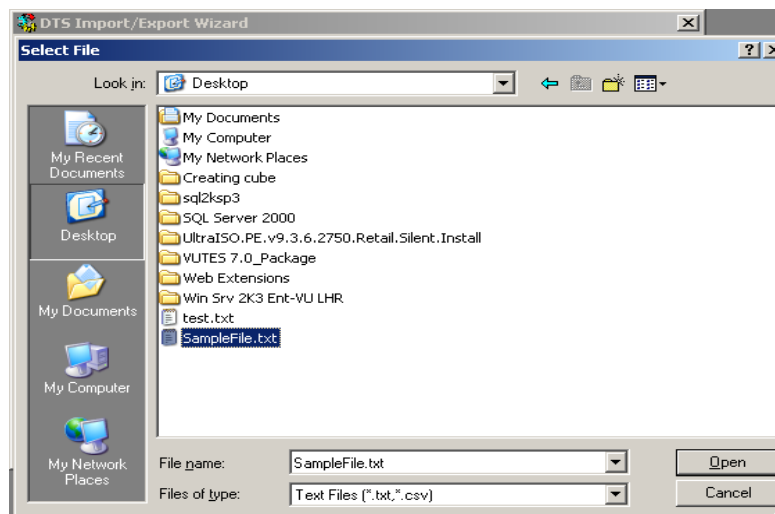 DTS Import/Export Wizard
Select File
Look in: Desktop
My Recent
Documents
Desktop
My Documents
My Computer
My Network
Places
My Documents
My Computer
My Network Places
Creating cube
sql2ksp3
SQL Server 2000
UltraISO.PE.v9.3.6.2750.Retail.Silent.Install
VUTES 7.0_Package
Web Extensions
Win Srv 2K3 Ent-VU LHR
test.txt
SampleFile.txt
File name: SampleFile.txt Open
Files of type: Text Files (*.txt,*.csv) Cancel